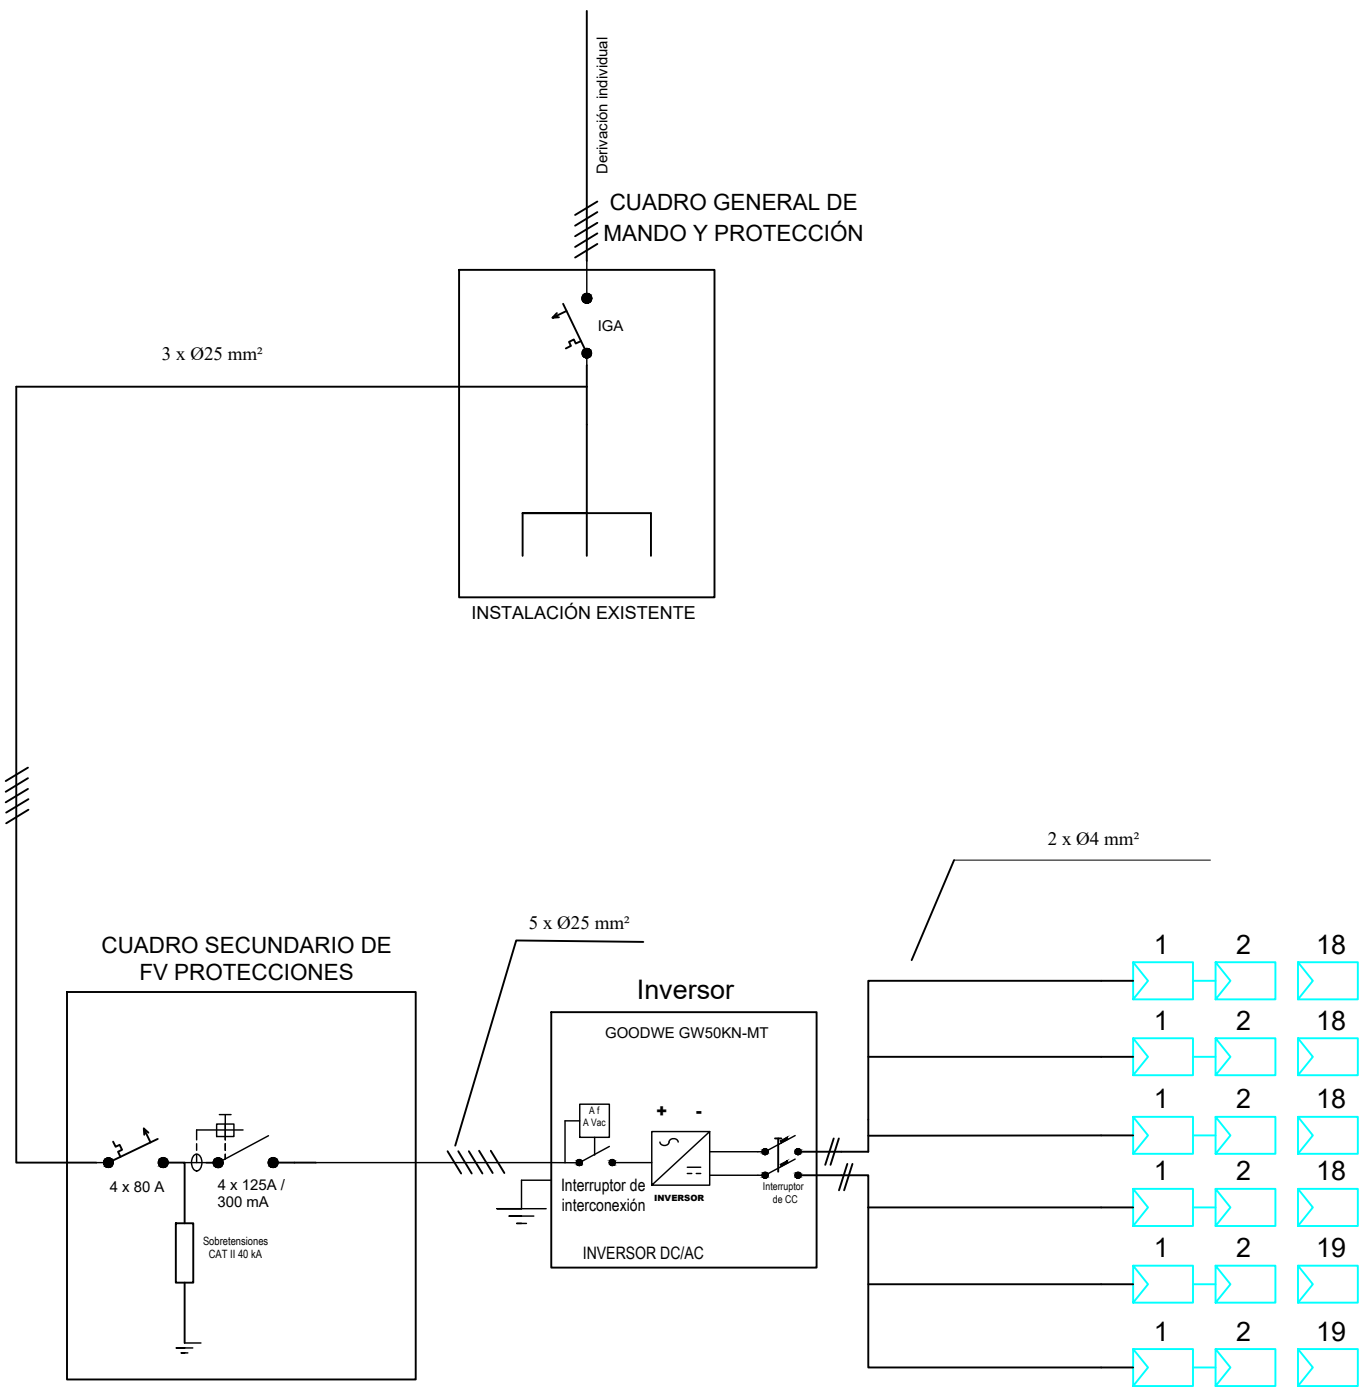 Derivación individual
CUADRO GENERAL DE
MANDO Y PROTECCIÓN
IGA
3 x Ø25 mm²
INSTALACIÓN EXISTENTE
2 x Ø4 mm²
5 x Ø25 mm²
CUADRO SECUNDARIO DE
FV PROTECCIONES
4 x 80 A
4 x 125A /
300 mA
Sobretensiones
CAT II 40 kA
Inversor
GOODWE GW50KN-MT
A f
A Vac
+ -
Interruptor de
interconexión
INVERSOR
Interruptor
de CC
INVERSOR DC/AC
1 2 18
1 2 18
1 2 18
1 2 18
1 2 19
1 2 19